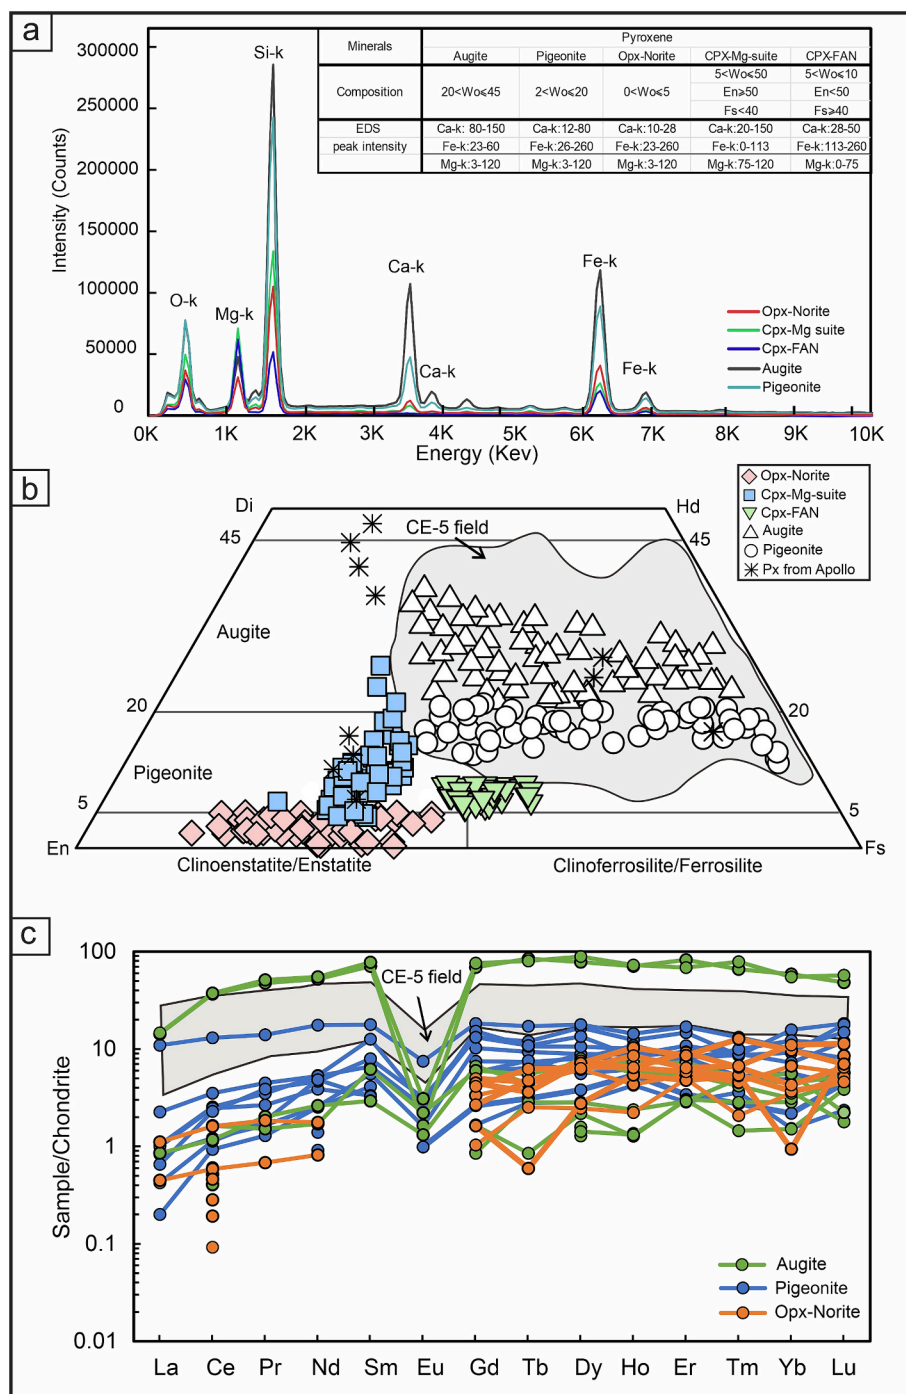 a
300000
250000
200000
150000
100000
50000
0
Intensity (Counts)
Si-k
O-k
Mg-k
Ca-k
Ca-k
Fe-k
Fe-k
Minerals
Pyroxene
Augite Pigeonite Opx-Norite CPX-Mg-suite CPX-FAN
Composition
20<Wo⩽45 2<Wo⩽20 0<Wo⩽5
5<Wo⩽50 5<Wo⩽10
En⩾50 En<50
Fs<40 Fs⩾40
EDS
peak intensity
Ca-k: 80-150 Ca-k:12-80 Ca-k:10-28 Ca-k:20-150 Ca-k:28-50
Fe-k:23-60 Fe-k:26-260 Fe-k:23-260 Fe-k:0-113 Fe-k:113-260
Mg-k:3-120 Mg-k:3-120 Mg-k:3-120 Mg-k:75-120 Mg-k:0-75
Opx-Norite
Cpx-Mg suite
Cpx-FAN
Augite
Pigeonite
0K 1K 2K 3K 4K 5K 6K 7K 8K 9K 10K
Energy (Kev)
b
Di
Hd
45
45
CE-5 field
Opx-Norite
Cpx-Mg-suite
Cpx-FAN
Augite
Pigeonite
Px from Apollo
Augite
20
20
Pigeonite
5
5
En
Fs
Clinoenstatite/Enstatite
Clinoferrosilite/Ferrosilite
c
100
10
1
0.1
0.01
Sample/Chondrite
CE-5 field
Augite
Pigeonite
Opx-Norite
La Ce Pr Nd Sm Eu Gd Tb Dy Ho Er Tm Yb Lu